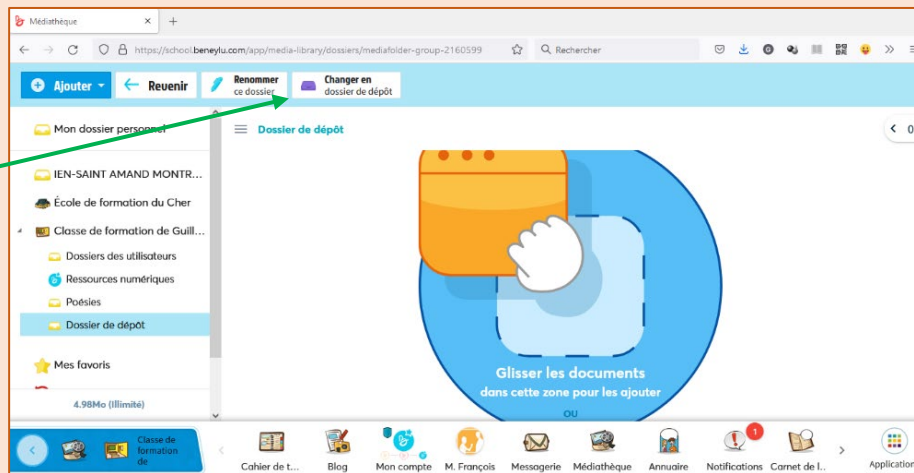 Médiathèque
https://school.beneylu.com/app/media-library/dossiers/mediafolder-group-2160599
Rechercher
Ajouter
Revenir
Renommer
ce dossier
Changer en
dossier de dépôt
Mon dossier personnel
Dossier de dépôt
0
IEN-SAINT AMAND MONTR...
École de formation du Cher
Classe de formation de Guill...
Dossiers des utilisateurs
Ressources numériques
Poésies
Dossier de dépôt
Mes favoris
4.98Mo (Illimité)
Glisser les documents
dans cette zone pour les ajouter
OU
Classe de
formation
de
Cahier de t...
Blog
Mon compte
M. François
Messagerie
Médiathèque
Annuaire
1
Notifications
Carnet de l...
Application